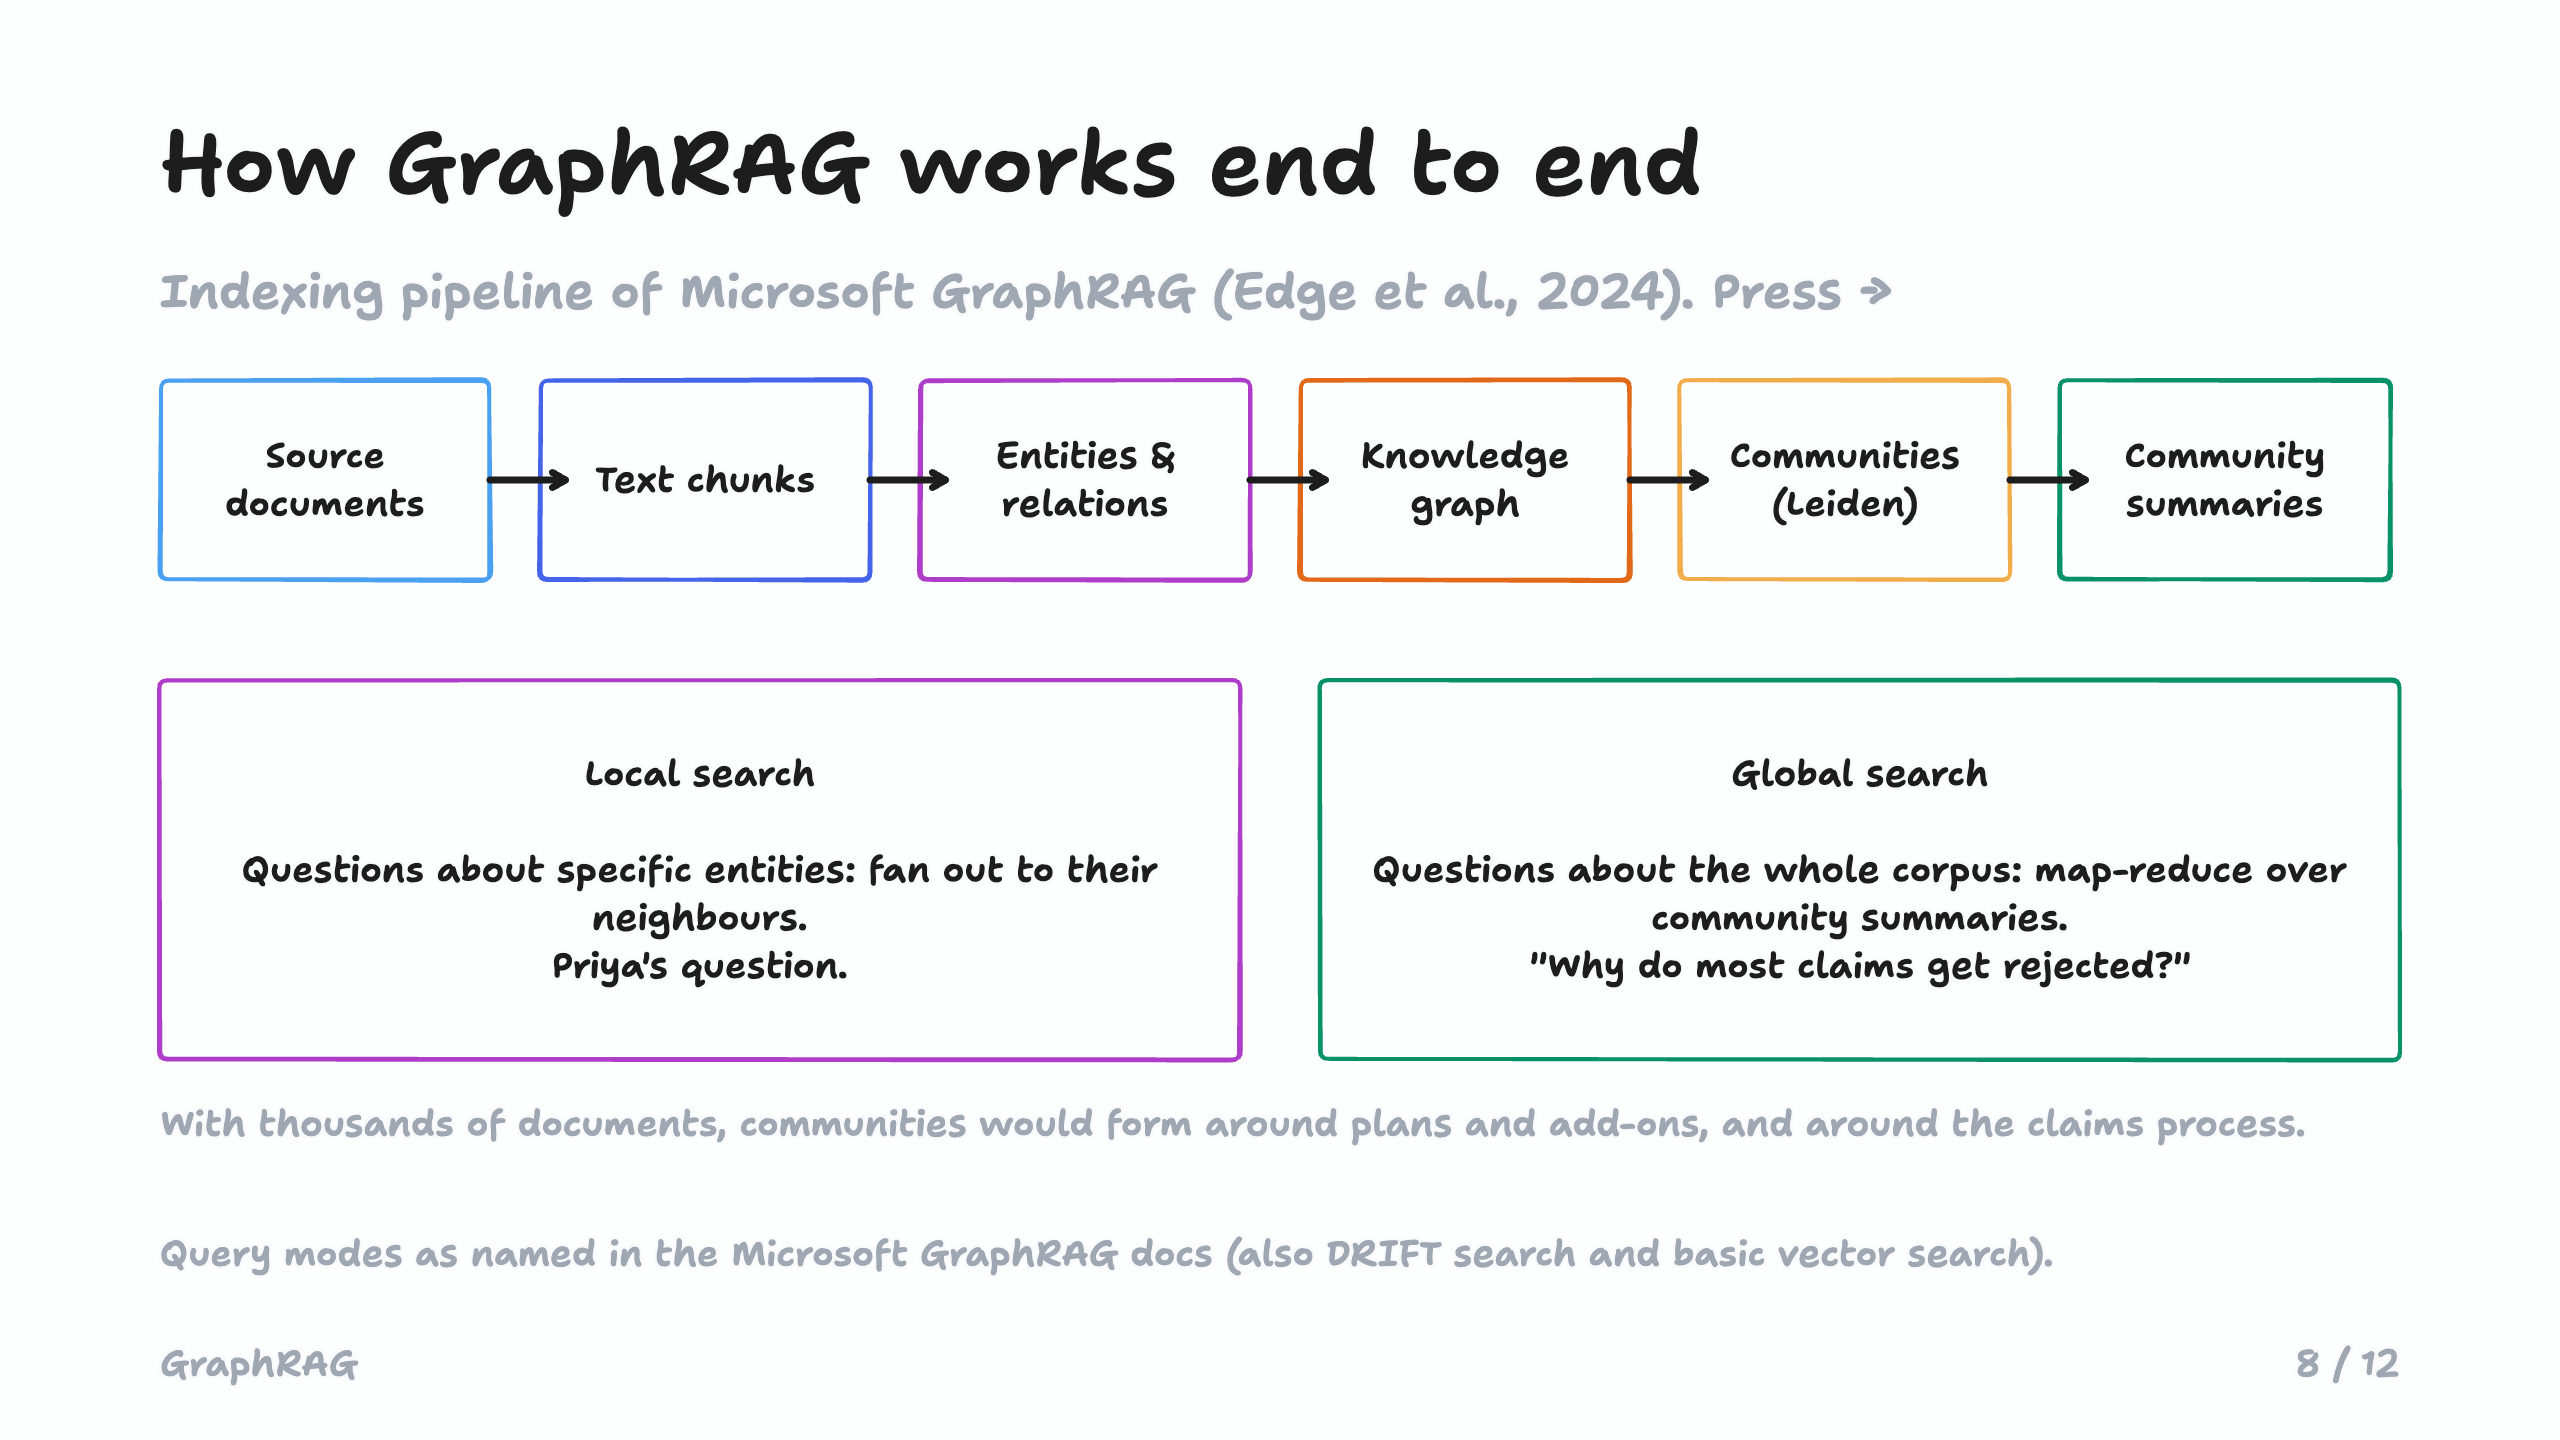 How GraphRAG works end to end
Indexing pipeline of Microsoft GraphRAG (Edge et al., 2024). Press →
Source
documents
Text chunks
Entities &
relations
Knowledge
graph
Communities
(Leiden)
Community
summaries
Local search
Questions about specific entities: fan out to their
neighbours.
Priya's question.
Global search
Questions about the whole corpus: map-reduce over
community summaries.
"Why do most claims get rejected?"
With thousands of documents, communities would form around plans and add-ons, and around the claims process.
Query modes as named in the Microsoft GraphRAG docs (also DRIFT search and basic vector search).
GraphRAG
8 / 12